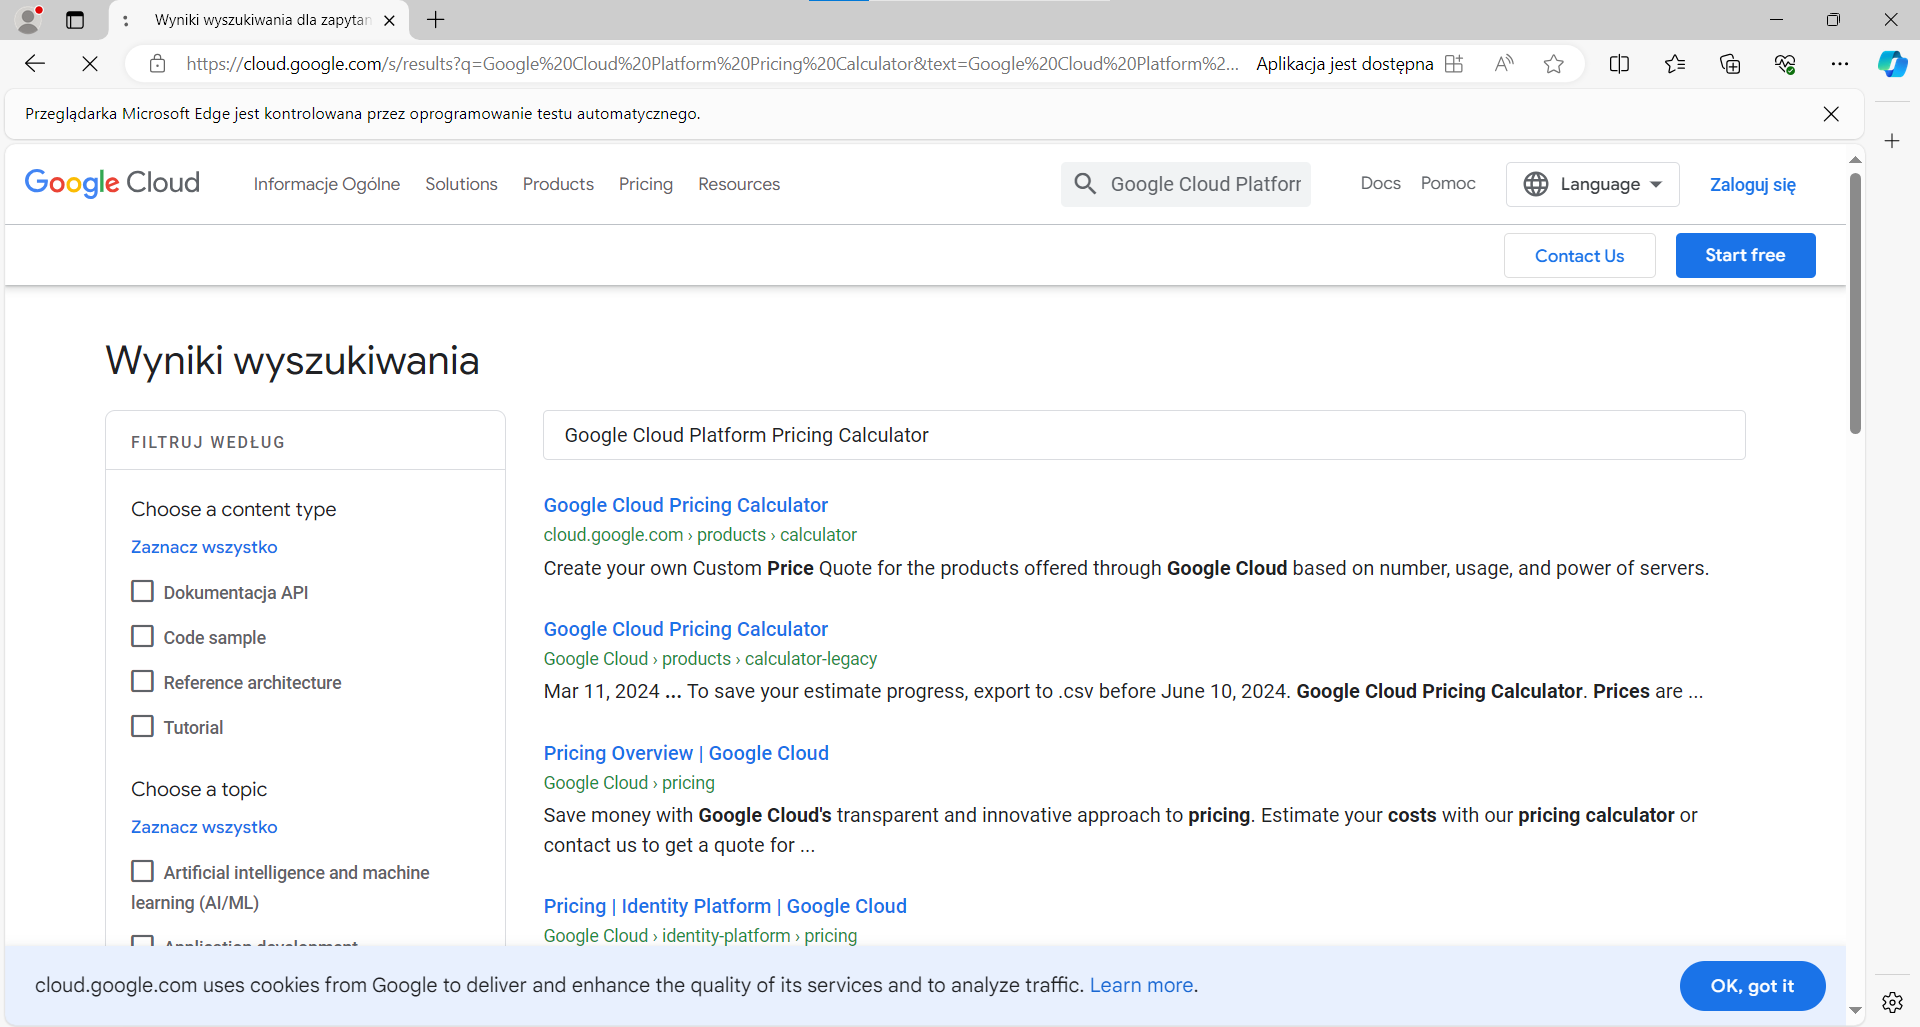 Wyniki wyszukiwania dla zapytan
https://cloud.google.com/s/results?q=Google%20Cloud%20Platform%20Pricing%20Calculator&text=Google%20Cloud%20Platform%2... Aplikacja jest dostępna
Przeglądarka Microsoft Edge jest kontrolowana przez oprogramowanie testu automatycznego.
Google Cloud Informacje Ogólne Solutions Products Pricing Resources Google Cloud Platforr Docs Pomoc Language Zaloguj się
Contact Us Start free
Wyniki wyszukiwania
FILTRUJ WEDŁUG
Choose a content type
Zaznacz wszystko
Dokumentacja API
Code sample
Reference architecture
Tutorial
Choose a topic
Zaznacz wszystko
Artificial intelligence and machine
learning (AI/ML)
Application development
Google Cloud Platform Pricing Calculator
Google Cloud Pricing Calculator
cloud.google.com › products › calculator
Create your own Custom Price Quote for the products offered through Google Cloud based on number, usage, and power of servers.
Google Cloud Pricing Calculator
Google Cloud › products › calculator-legacy
Mar 11, 2024 ... To save your estimate progress, export to .csv before June 10, 2024. Google Cloud Pricing Calculator. Prices are ...
Pricing Overview | Google Cloud
Google Cloud › pricing
Save money with Google Cloud's transparent and innovative approach to pricing. Estimate your costs with our pricing calculator or
contact us to get a quote for ...
Pricing | Identity Platform | Google Cloud
Google Cloud › identity-platform › pricing
cloud.google.com uses cookies from Google to deliver and enhance the quality of its services and to analyze traffic. Learn more.
OK, got it